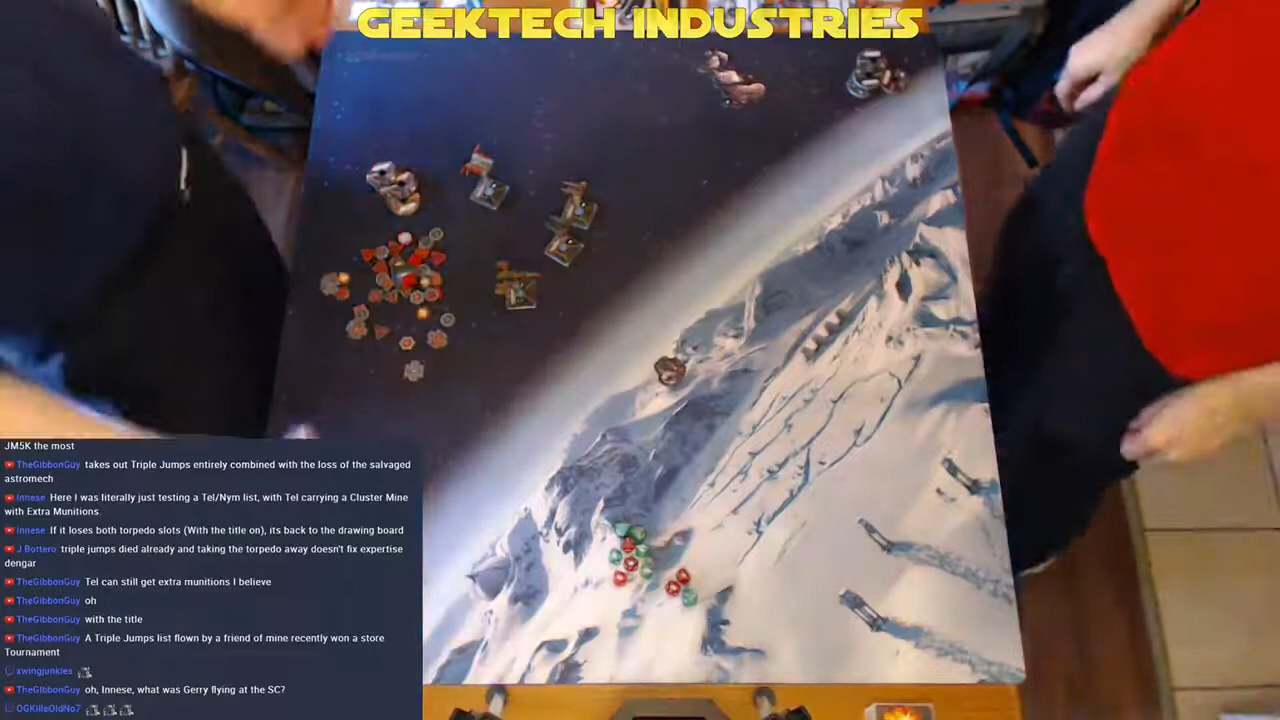 GEEKTECH INDUSTRIES
JM5K the most
TheGibbonGuy takes out Triple Jumps entirely combined with the loss of the salvaged
astromech
Innese Here I was literally just testing a Tel/Nym list, with Tel carrying a Cluster Mine
with Extra Munitions
Innese If it loses both torpedo slots (With the title on), its back to the drawing board
J Bottero triple jumps died already and taking the torpedo away doesn't fix expertise
dengar
TheGibbonGuy Tel can still get extra munitions I believe
TheGibbonGuy oh
TheGibbonGuy with the title
TheGibbonGuy A Triple Jumps list flown by a friend of mine recently won a store
Tournament
xwingjunkies
TheGibbonGuy oh, Innese, what was Gerry flying at the SC?
OGKillaOldNo7